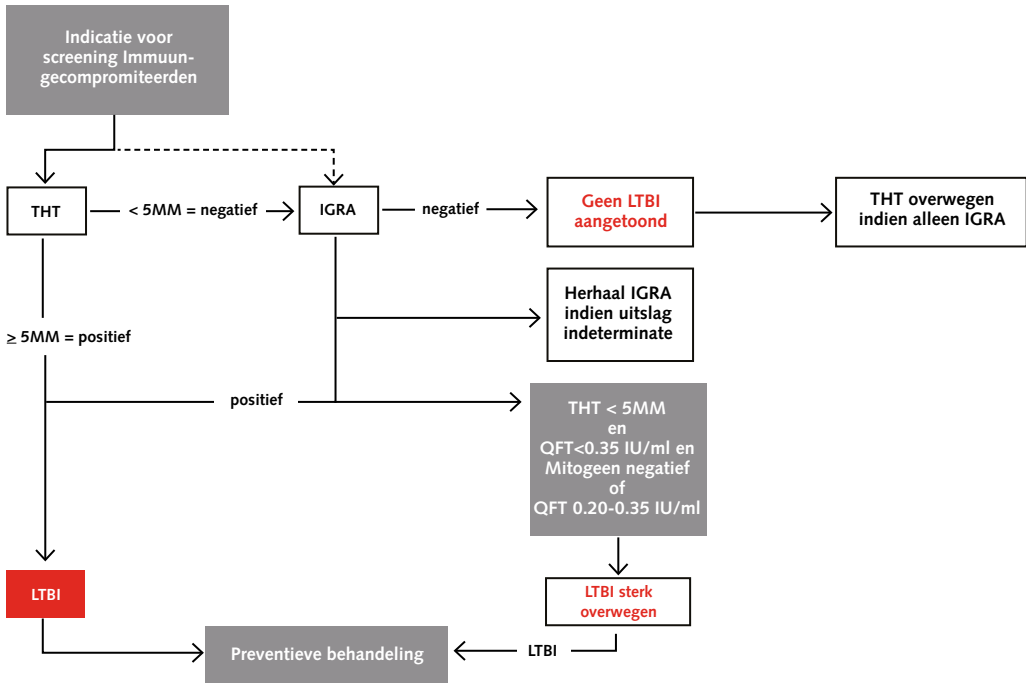 Indicatie voor
screening Immuun-
gecompromiteerden
THT
< 5MM = negatief
IGRA
negatief
Geen LTBI
aangetoond
THT overwegen
indien alleen IGRA
Herhaal IGRA
indien uitslag
indeterminate
≥ 5MM = positief
positief
THT < 5MM
en
QFT<0.35 IU/ml en
Mitogeen negatief
of
QFT 0.20-0.35 IU/ml
LTBI
LTBI sterk
overwegen
Preventieve behandeling
LTBI